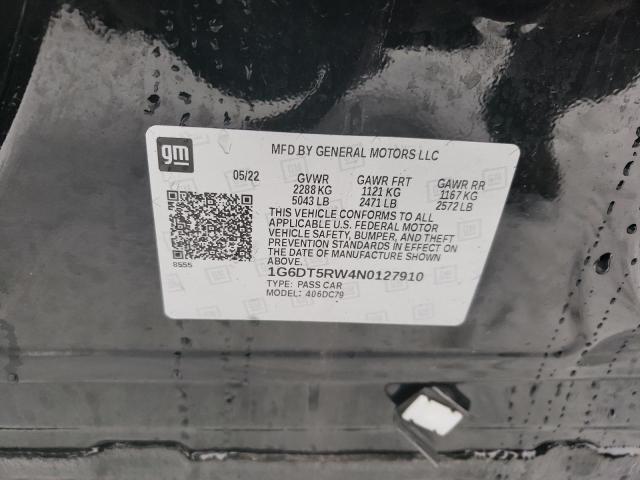 gm
MFD BY GENERAL MOTORS LLC
05/22 GVWR GAWR FRT GAWR RR
2288 KG 1121 KG 1167 KG
5043 LB 2471 LB 2572 LB
THIS VEHICLE CONFORMS TO ALL
APPLICABLE U.S. FEDERAL MOTOR
VEHICLE SAFETY, BUMPER, AND THEFT
PREVENTION STANDARDS IN EFFECT ON
THE DATE OF MANUFACTURE SHOWN
ABOVE.
8555
1G6DT5RW4N0127910
TYPE: PASS CAR
MODEL: 406DC79